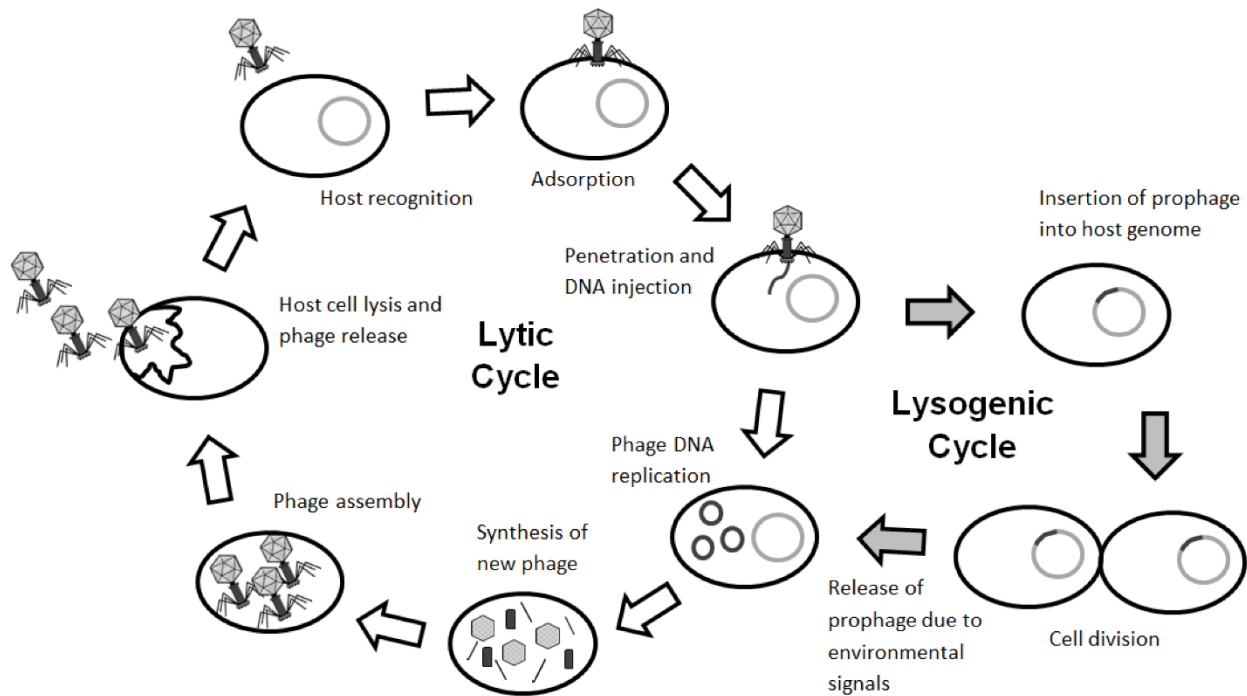 Host recognition
Adsorption
Penetration and
DNA injection
Insertion of prophage
into host genome
Host cell lysis and
phage release
Lytic
Cycle
Lysogenic
Cycle
Phage DNA
replication
Phage assembly
Synthesis of
new phage
Release of
prophage due to
environmental
signals
Cell division